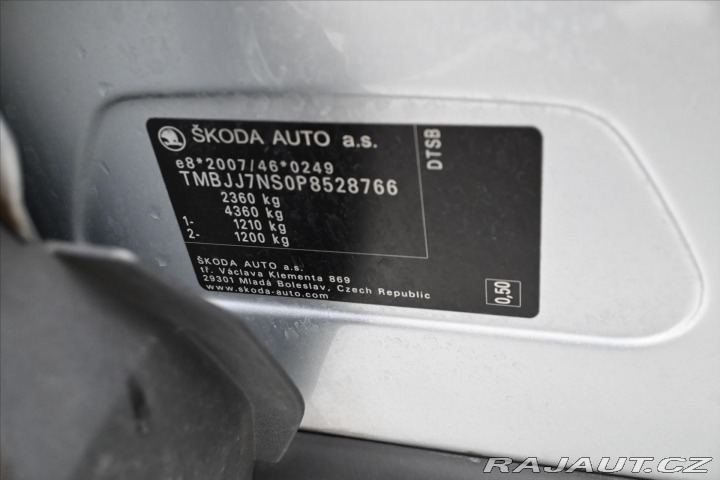 ŠKODA AUTO a.s.
DTSB
e8*2007/46*0249
TMBJJ7NS0P8528766
2360 kg
4360 kg
1- 1210 kg
2- 1200 kg
ŠKODA AUTO a.s.
tř. Václava Klementa 869
29301 Mladá Boleslav, Czech Republic
www.skoda-auto.com
0,50
RAJAUT.CZ